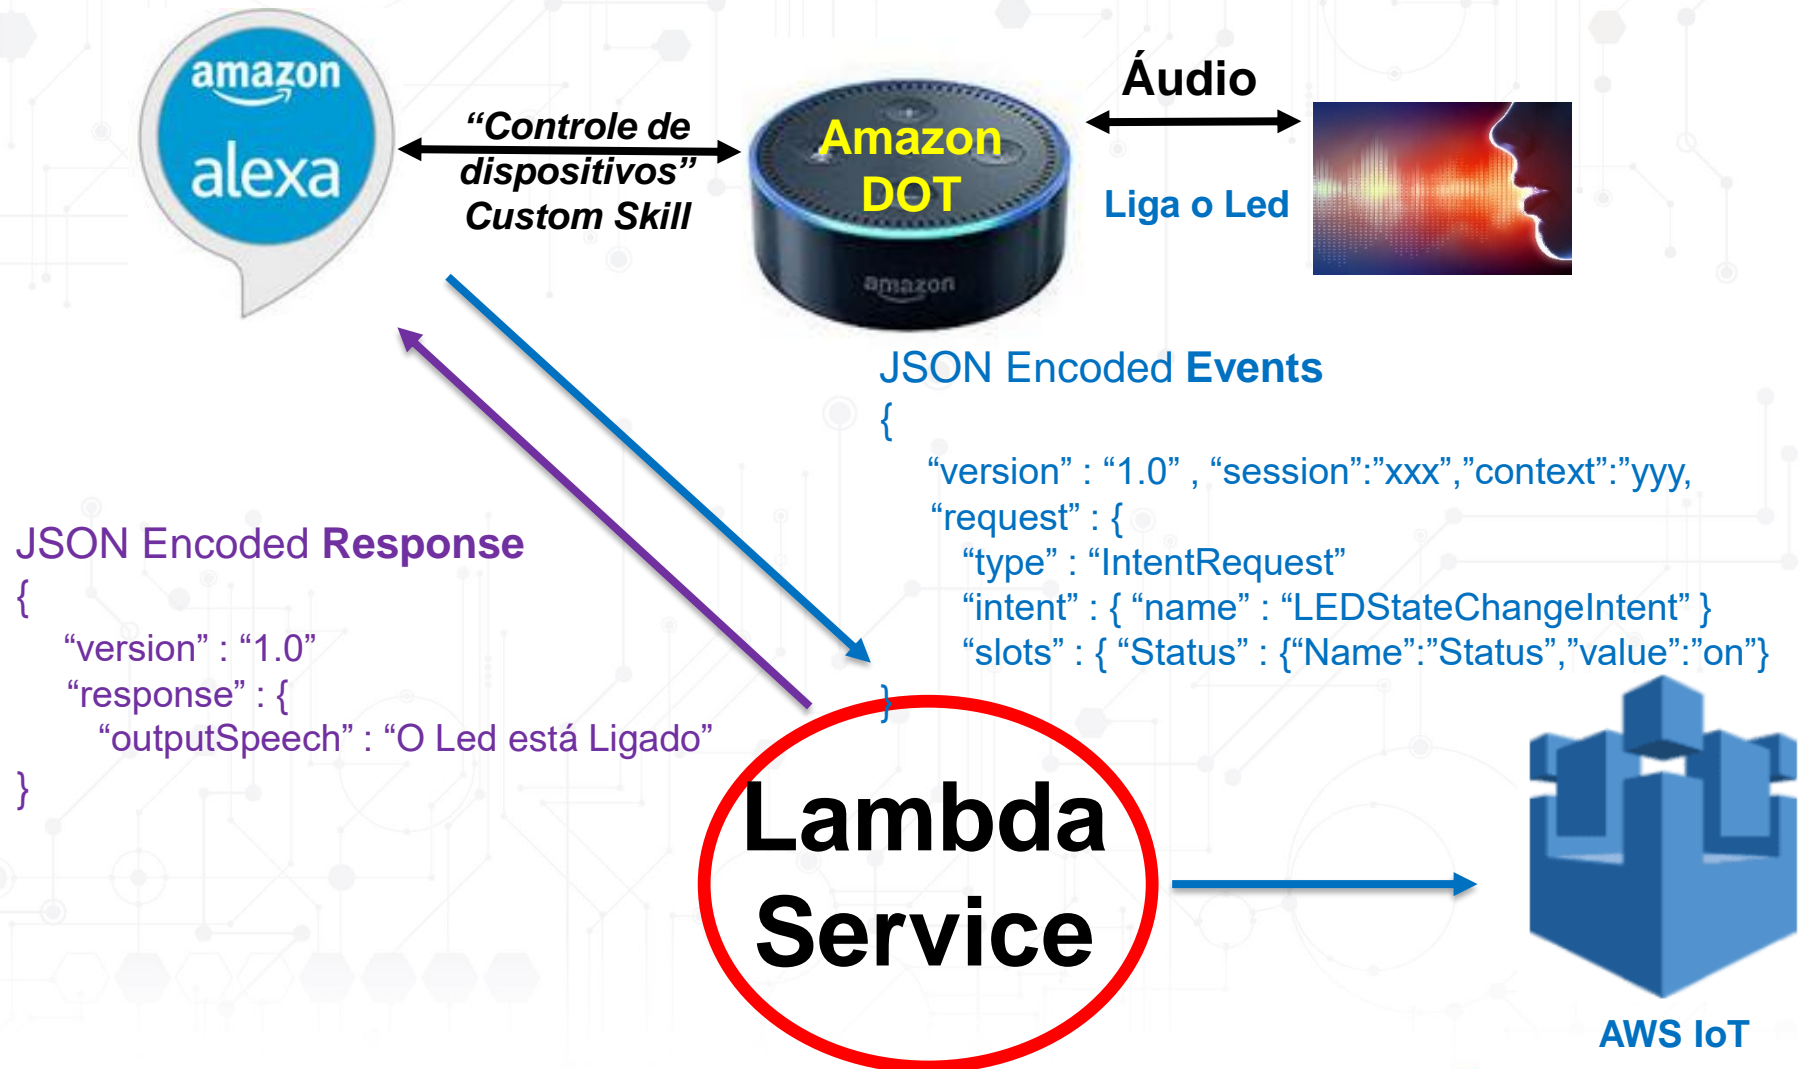 amazon
alexa
“Controle de
dispositivos”
Custom Skill
Amazon
DOT
amazon
Áudio
Liga o Led
JSON Encoded Events
{
“version” : “1.0” , “session”:”xxx”,”context”:”yyy,
“request” : {
“type” : “IntentRequest”
“intent” : { “name” : “LEDStateChangeIntent” }
“slots” : { “Status” : {“Name”:”Status”,”value”:”on”}
}
JSON Encoded Response
{
“version” : “1.0”
“response” : {
“outputSpeech” : “O Led está Ligado”
}
Lambda
Service
AWS IoT